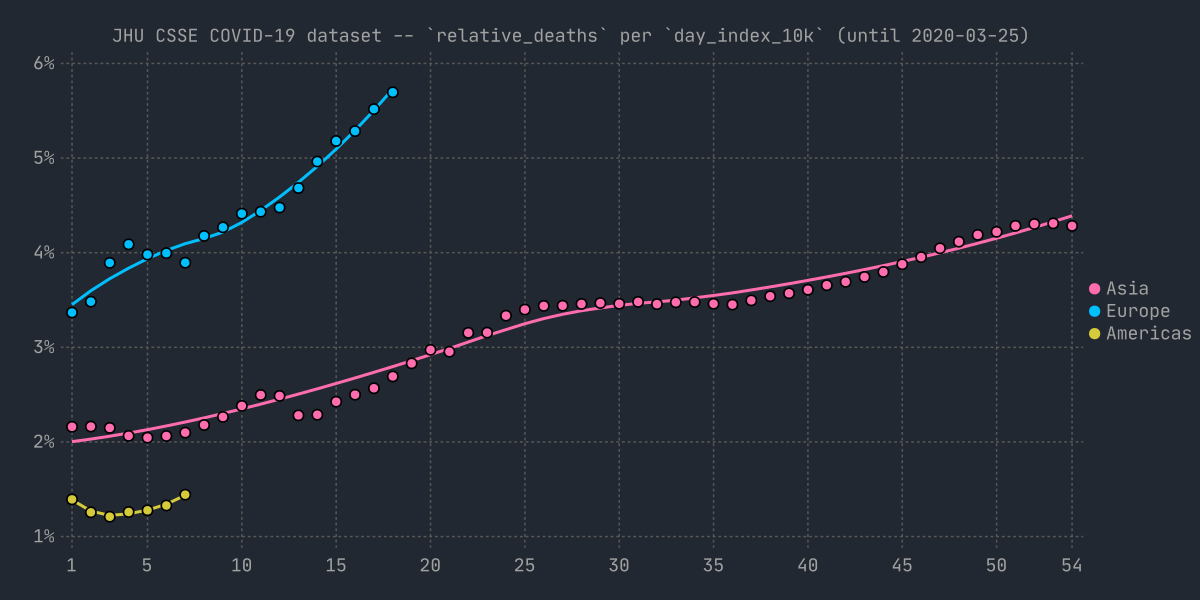 JHU CSSE COVID-19 dataset -- `relative_deaths` per `day_index_10k` (until 2020-03-25)
6%
5%
4%
3%
2%
1%
1 5 10 15 20 25 30 35 40 45 50 54
Asia
Europe
Americas